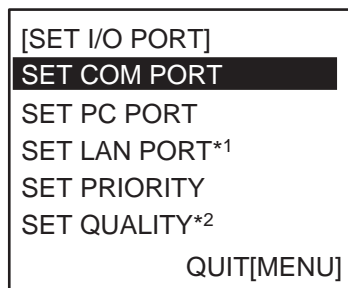 [SET I/O PORT]
SET COM PORT
SET PC PORT
SET LAN PORT*1
SET PRIORITY
SET QUALITY*2
QUIT[MENU]